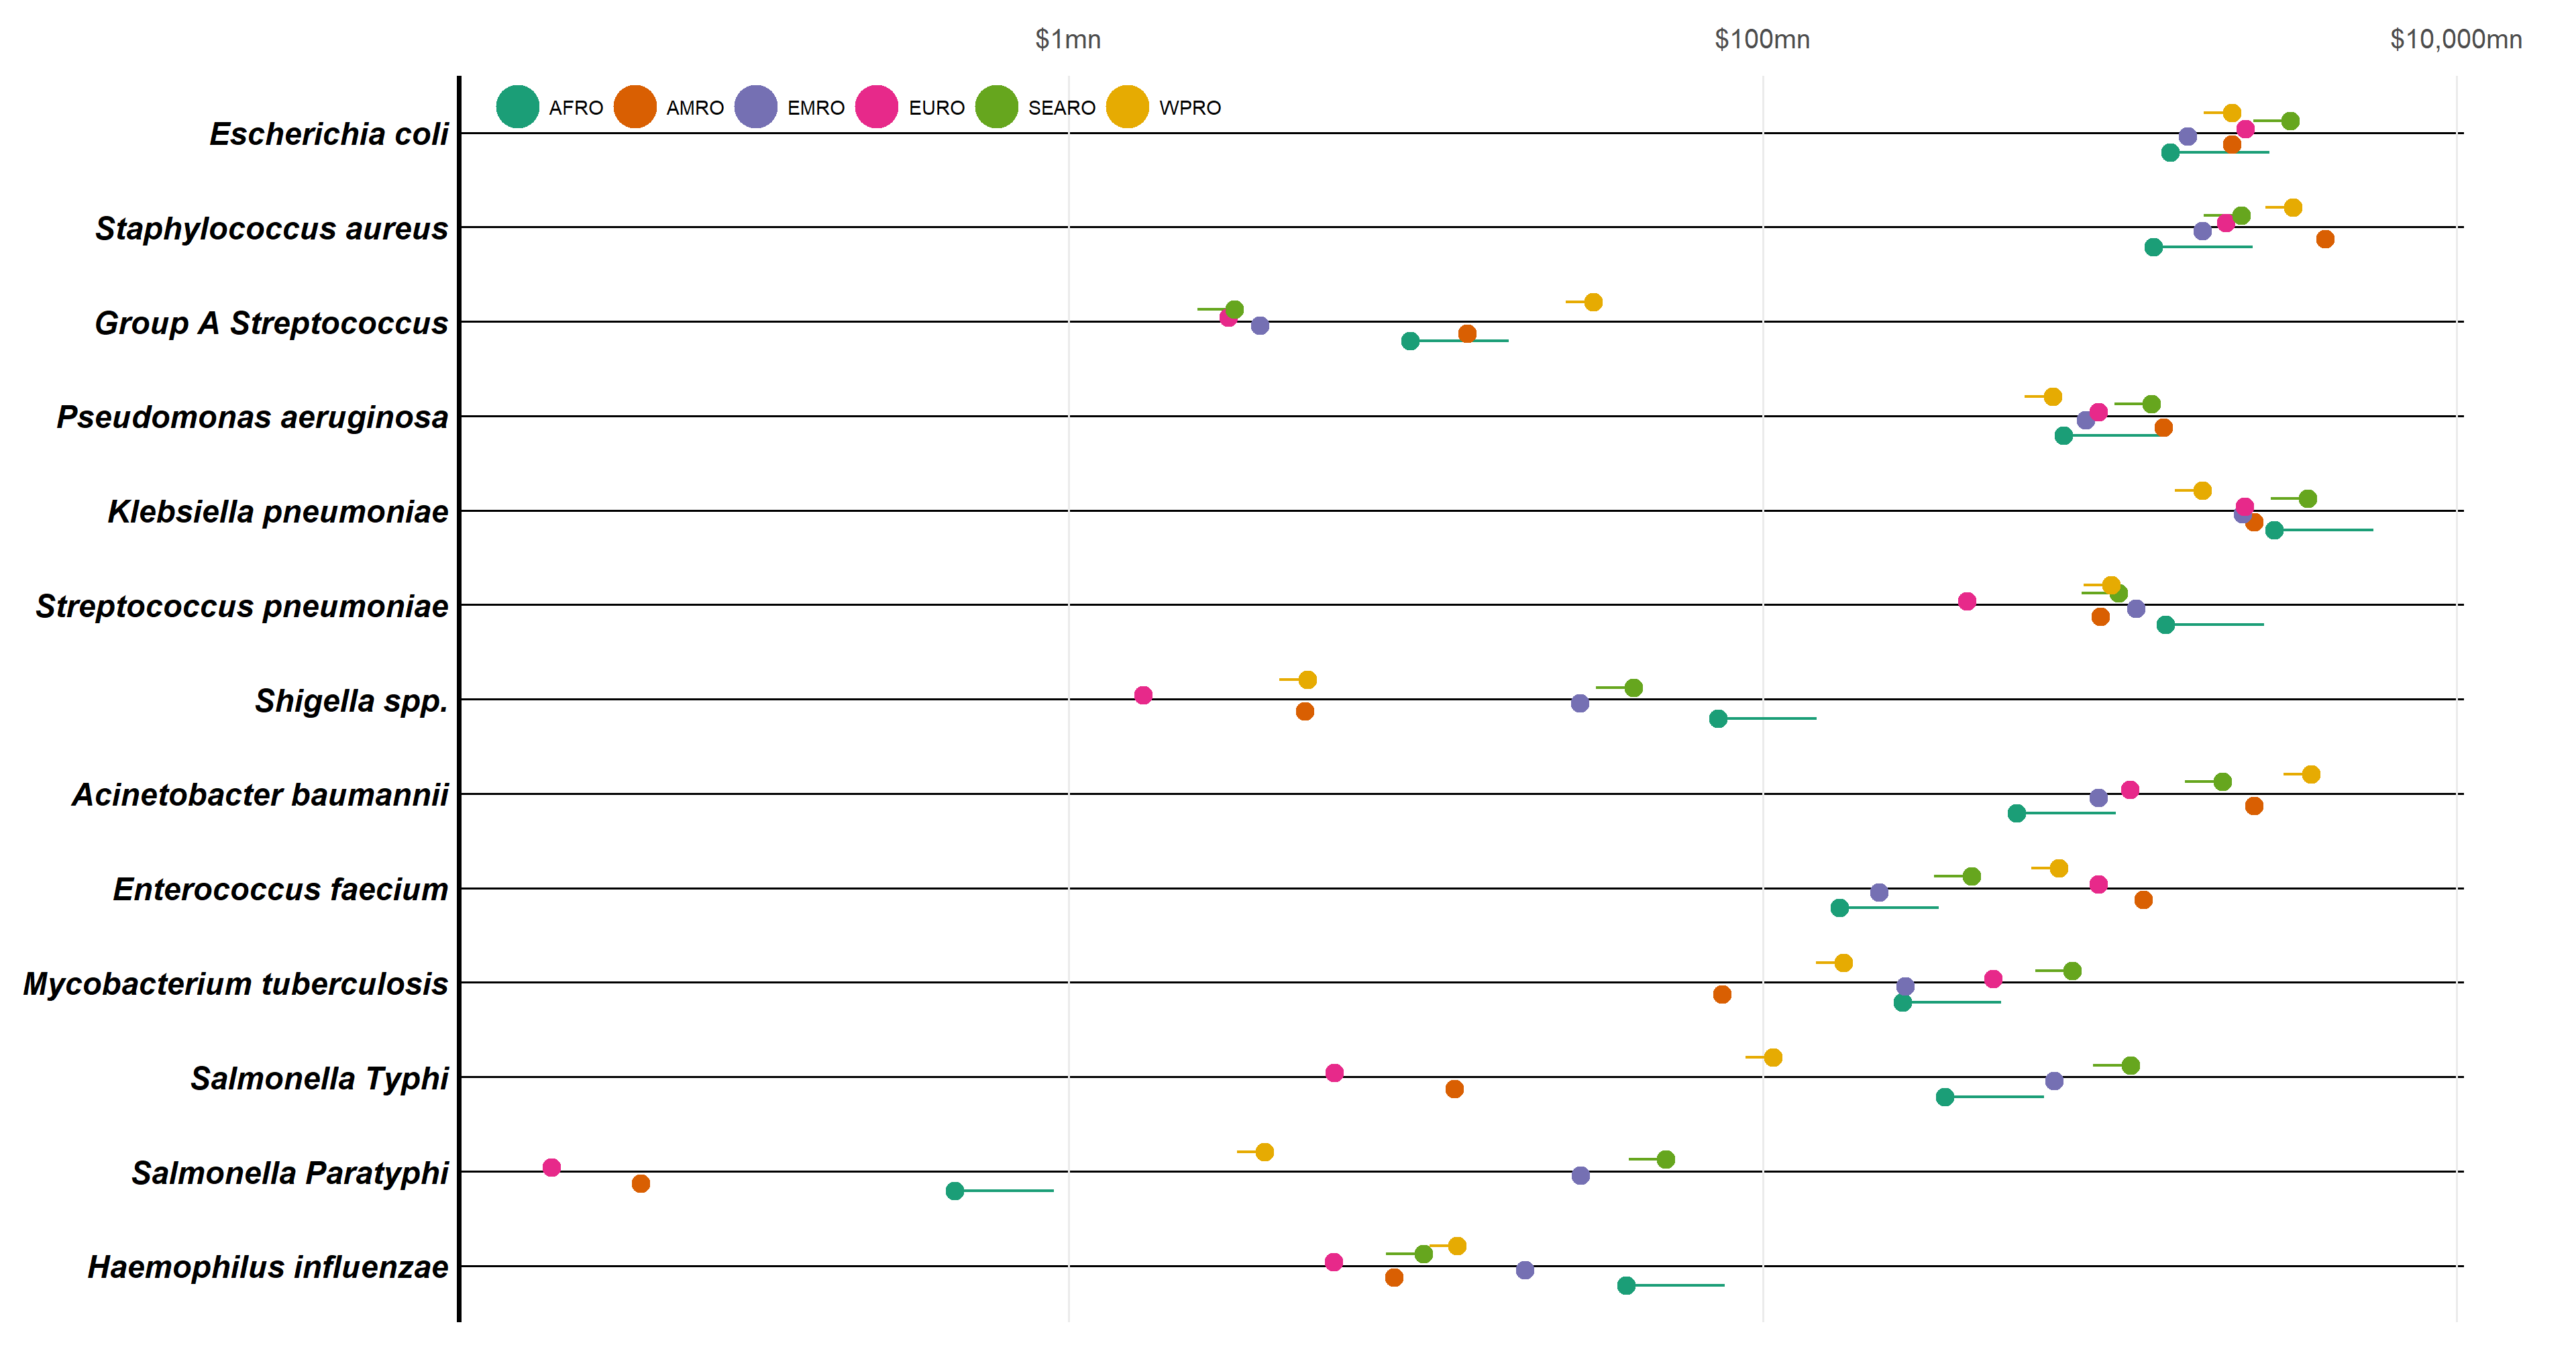 $1mn $100mn $10,000mn
AFRO AMRO EMRO EURO SEARO WPRO
Escherichia coli
Staphylococcus aureus
Group A Streptococcus
Pseudomonas aeruginosa
Klebsiella pneumoniae
Streptococcus pneumoniae
Shigella spp.
Acinetobacter baumannii
Enterococcus faecium
Mycobacterium tuberculosis
Salmonella Typhi
Salmonella Paratyphi
Haemophilus influenzae